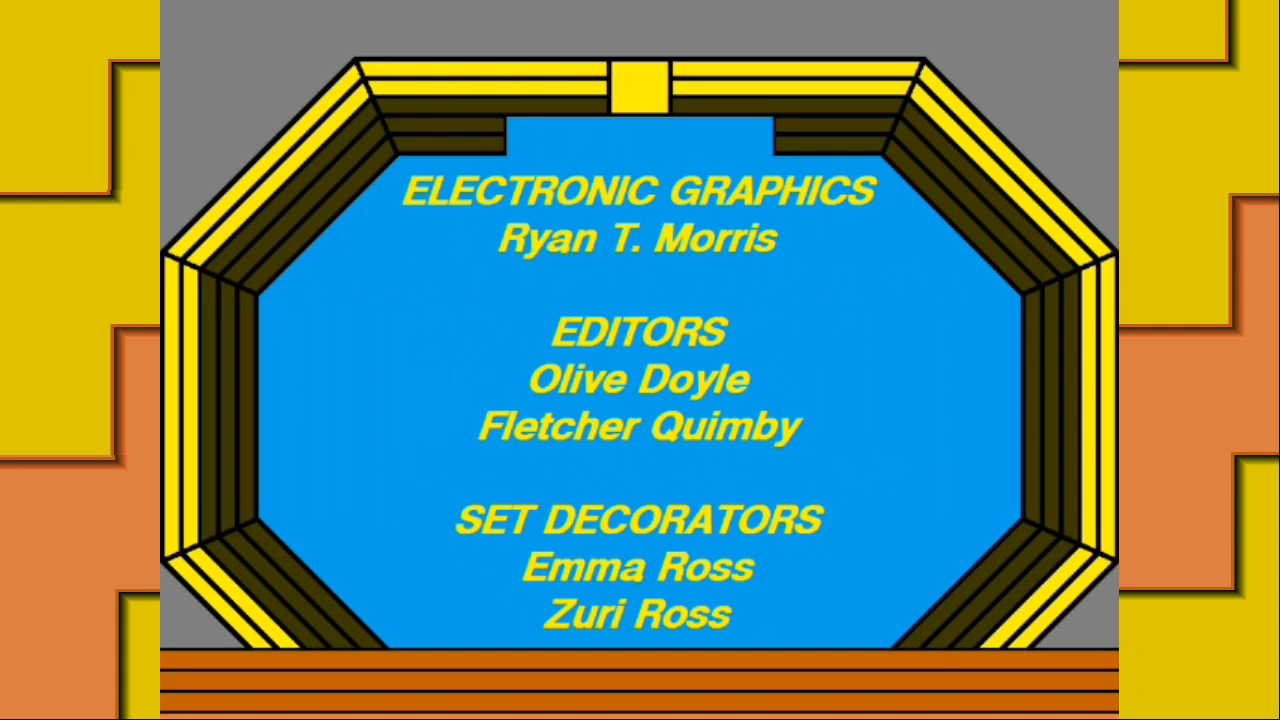 ELECTRONIC GRAPHICS
Ryan T. Morris
EDITORS
Olive Doyle
Fletcher Quimby
SET DECORATORS
Emma Ross
Zuri Ross